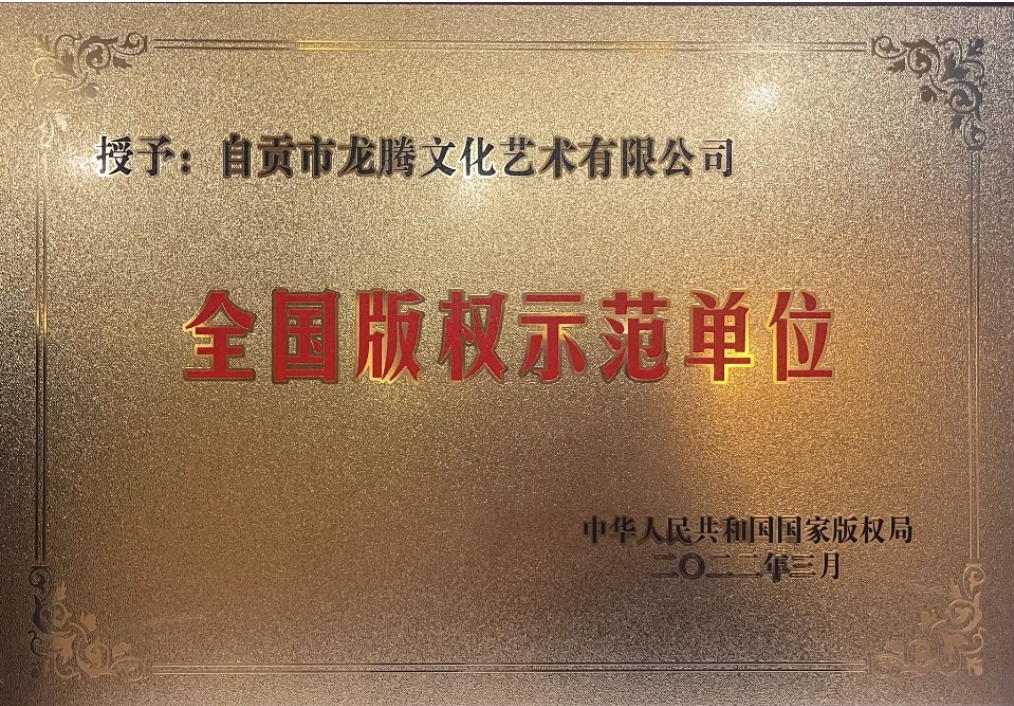 授予：自贡市龙腾文化艺术有限公司
全国版权示范单位
中华人民共和国国家版权局
二〇二二年三月